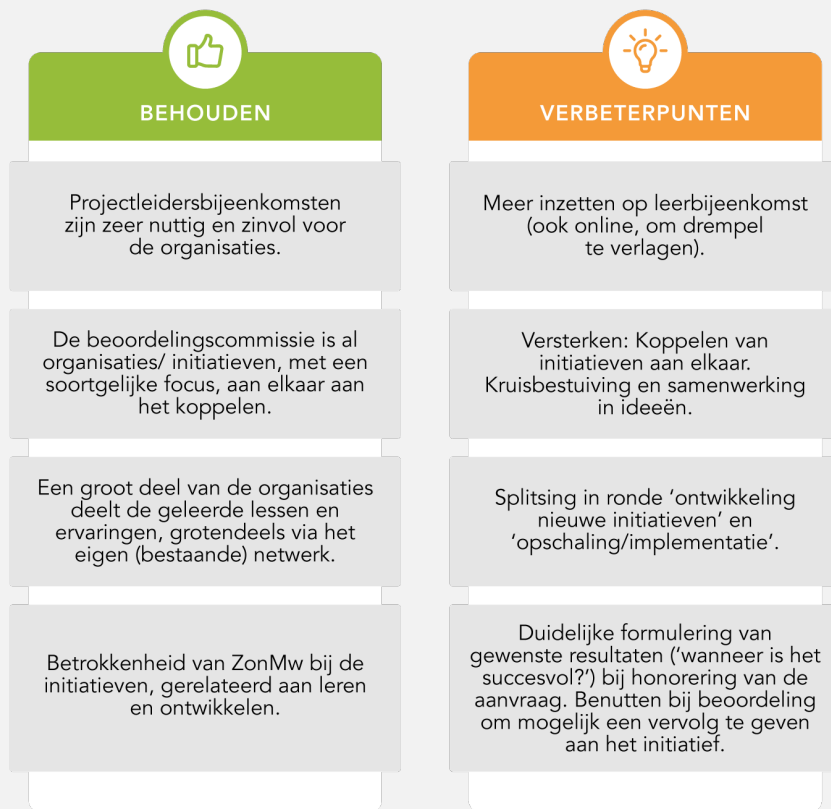 BEHOUDEN
Projectleidersbijeenkomsten
zijn zeer nuttig en zinvol voor
de organisaties.
De beoordelingscommissie is al
organisaties/ initiatieven, met een
soortgelijke focus, aan elkaar aan
het koppelen.
Een groot deel van de organisaties
deelt de geleerde lessen en
ervaringen, grotendeels via het
eigen (bestaande) netwerk.
Betrokkenheid van ZonMw bij de
initiatieven, gerelateerd aan leren
en ontwikkelen.
VERBETERPUNTEN
Meer inzetten op leerbijeenkomst
(ook online, om drempel
te verlagen).
Versterken: Koppelen van
initiatieven aan elkaar.
Kruisbestuiving en samenwerking
in ideeën.
Splitsing in ronde ‘ontwikkeling
nieuwe initiatieven’ en
‘opschaling/implementatie’.
Duidelijke formulering van
gewenste resultaten (‘wanneer is het
succesvol?’) bij honorering van de
aanvraag. Benutten bij beoordeling
om mogelijk een vervolg te geven
aan het initiatief.